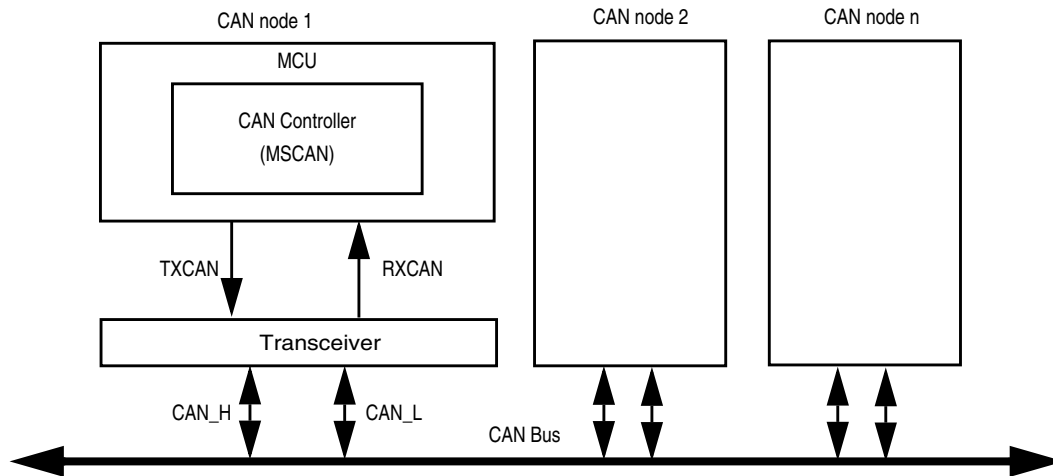 CAN node 1
CAN node 2
CAN node n
MCU
CAN Controller
(MSCAN)
TXCAN
RXCAN
Transceiver
CAN_H
CAN_L
CAN Bus